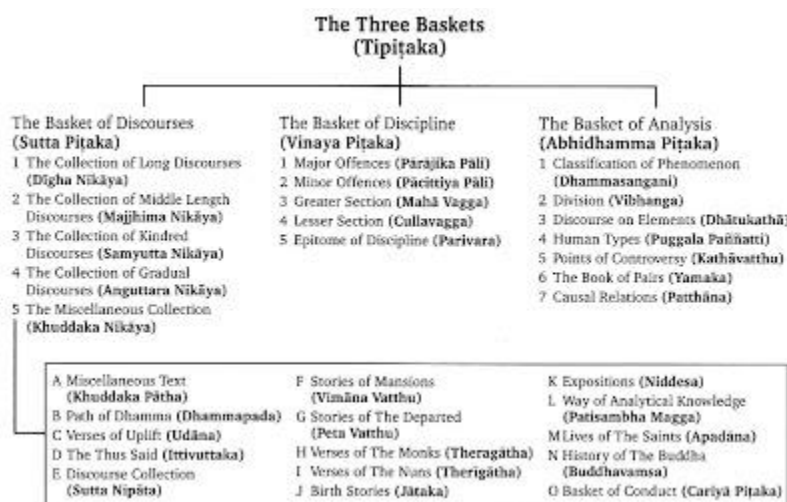 The Three Baskets
(Tipiṭaka)
The Basket of Discourses
(Sutta Piṭaka)
1 The Collection of Long Discourses
(Dīgha Nikāya)
2 The Collection of Middle Length
Discourses (Majjhima Nikāya)
3 The Collection of Kindred
Discourses (Samyutta Nikāya)
4 The Collection of Gradual
Discourses (Anguttara Nikāya)
5 The Miscellaneous Collection
(Khuddaka Nikāya)
The Basket of Discipline
(Vinaya Piṭaka)
1 Major Offences (Pārājika Pāli)
2 Minor Offences (Pācittiya Pāli)
3 Greater Section (Mahā Vagga)
4 Lesser Section (Cullavagga)
5 Epitome of Discipline (Parivara)
The Basket of Analysis
(Abhidhamma Piṭaka)
1 Classification of Phenomenon
(Dhammasangani)
2 Division (Vibhanga)
3 Discourse on Elements (Dhātukathā)
4 Human Types (Puggala Paññatti)
5 Points of Controversy (Kathāvatthu)
6 The Book of Pairs (Yamaka)
7 Causal Relations (Patthāna)
A Miscellaneous Text
(Khuddaka Pātha)
B Path of Dhamma (Dhammapada)
C Verses of Uplift (Udāna)
D The Thus Said (Ittivuttaka)
E Discourse Collection
(Sutta Nipāta)
F Stories of Mansions
(Vimāna Vatthu)
G Stories of The Departed
(Peta Vatthu)
H Verses of The Monks (Theragātha)
I Verses of The Nuns (Therigātha)
J Birth Stories (Jātaka)
K Expositions (Niddesa)
L Way of Analytical Knowledge
(Patisambha Magga)
M Lives of The Saints (Apadāna)
N History of The Buddha
(Buddhavamsa)
O Basket of Conduct (Cariyā Piṭaka)